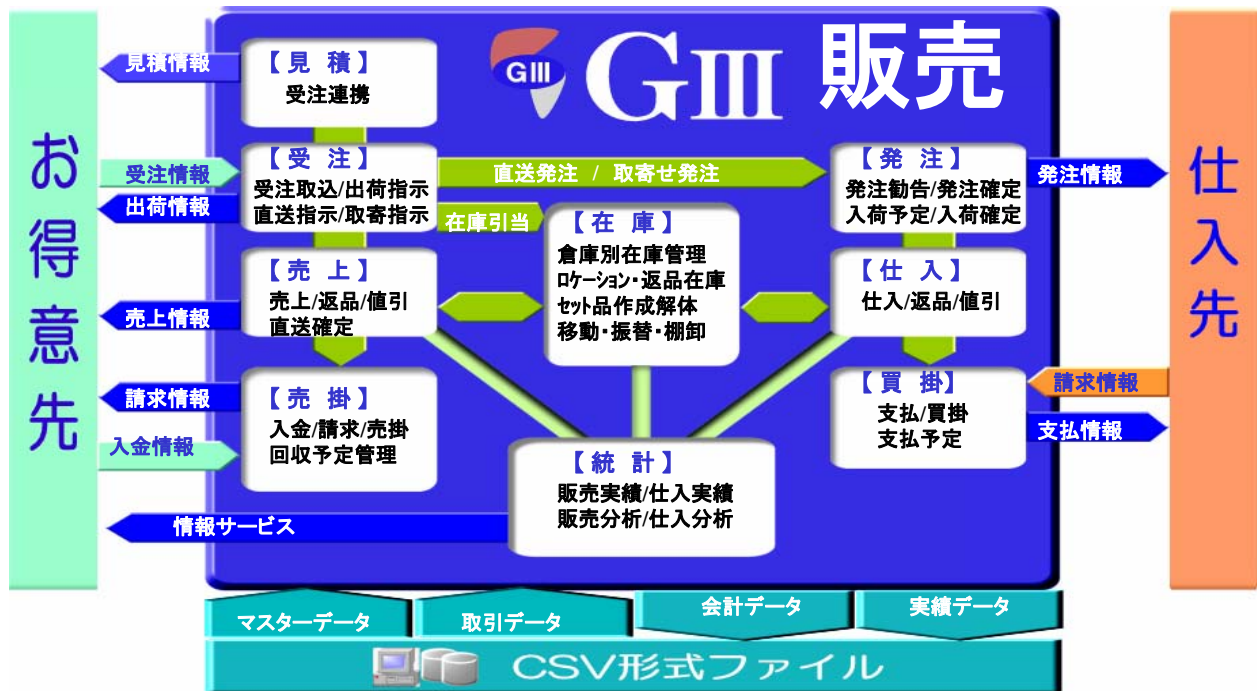 GIII
GIII 販売
お得意先
仕入先
見積情報
【見 積】
受注連携
受注情報
出荷情報
【受 注】
受注取込/出荷指示
直送指示/取寄指示
直送発注 / 取寄せ発注
在庫引当
【発 注】
発注勧告/発注確定
入荷予定/入荷確定
発注情報
【在 庫】
倉庫別在庫管理
ロケーション・返品在庫
セット品作成解体
移動・振替・棚卸
売上情報
【売 上】
売上/返品/値引
直送確定
【仕 入】
仕入/返品/値引
請求情報
入金情報
【売 掛】
入金/請求/売掛
回収予定管理
【買 掛】
支払/買掛
支払予定
請求情報
支払情報
【統 計】
販売実績/仕入実績
販売分析/仕入分析
情報サービス
マスターデータ
取引データ
会計データ
実績データ
CSV形式ファイル